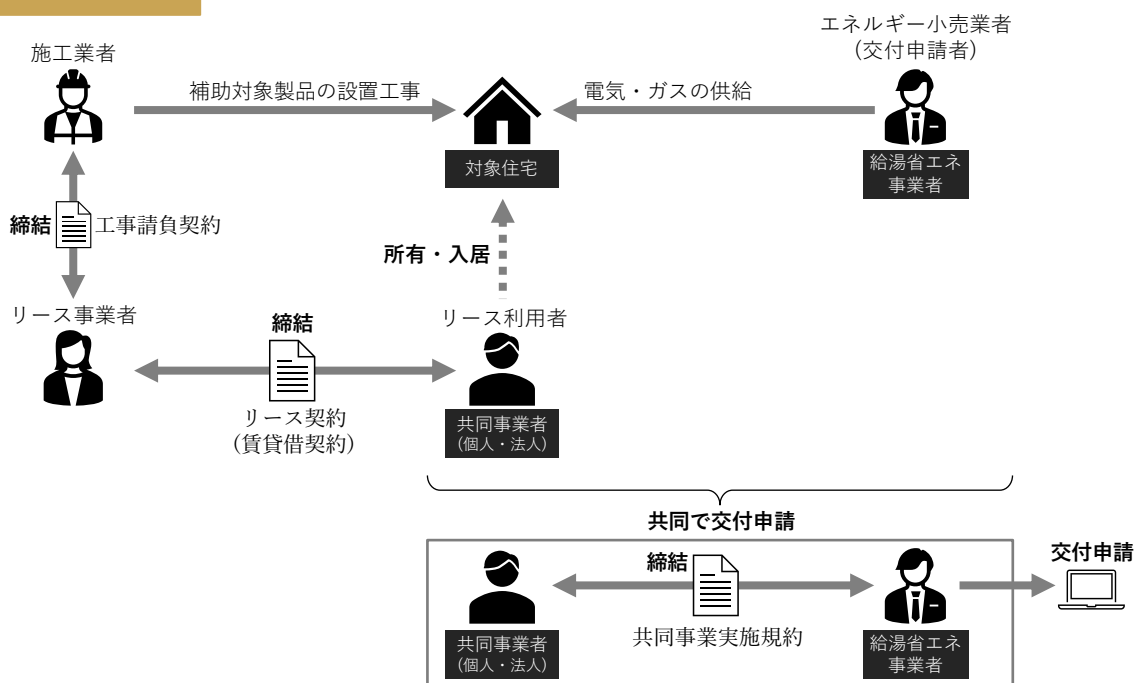 エネルギー小売業者
(交付申請者)
施工業者
補助対象製品の設置工事
電気・ガスの供給
対象住宅
給湯省エネ
事業者
締結
工事請負契約
所有・入居
リース事業者
締結
リース利用者
リース契約
(賃貸借契約)
共同事業者
(個人・法人)
共同で交付申請
締結
交付申請
共同事業実施規約
共同事業者
(個人・法人)
給湯省エネ
事業者